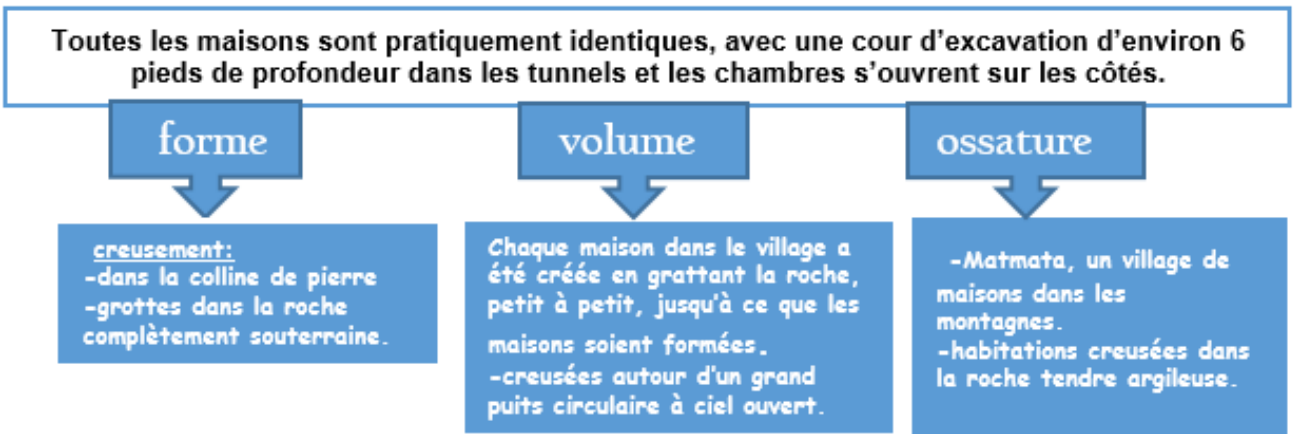 Toutes les maisons sont pratiquement identiques, avec une cour d’excavation d’environ 6
pieds de profondeur dans les tunnels et les chambres s’ouvrent sur les côtés.
forme
creusement:
-dans la colline de pierre
-grottes dans la roche
complètement souterraine.
volume
Chaque maison dans le village a
été créée en grattant la roche,
petit à petit, jusqu’à ce que les
maisons soient formées.
-creusées autour d’un grand
puits circulaire à ciel ouvert.
ossature
-Matmata, un village de
maisons dans les
montagnes.
-habitations creusées dans
la roche tendre argileuse.